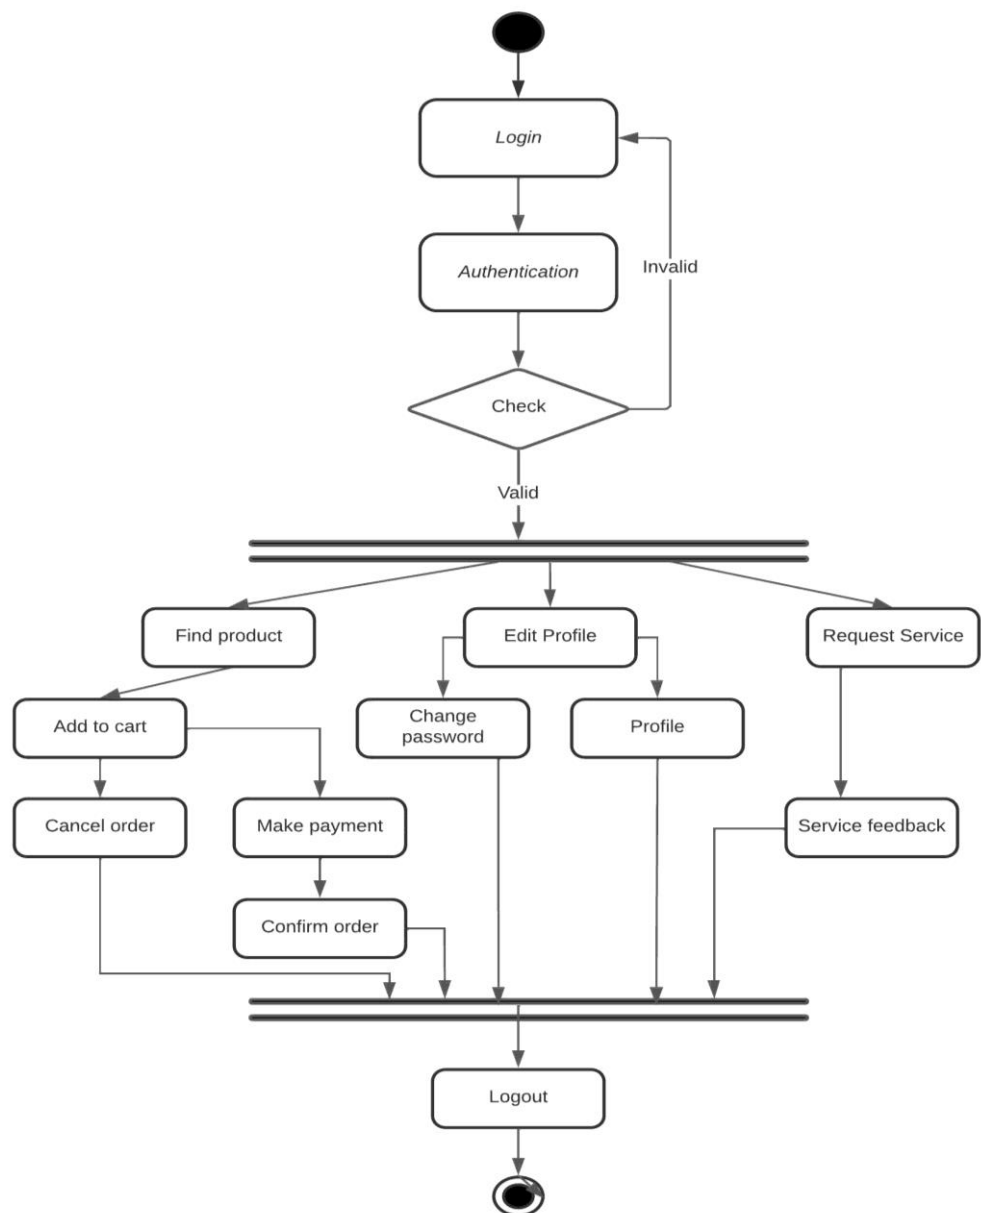 Login
Authentication
Invalid
Check
Valid
Find product
Edit Profile
Request Service
Add to cart
Change
password
Profile
Cancel order
Make payment
Service feedback
Confirm order
Logout